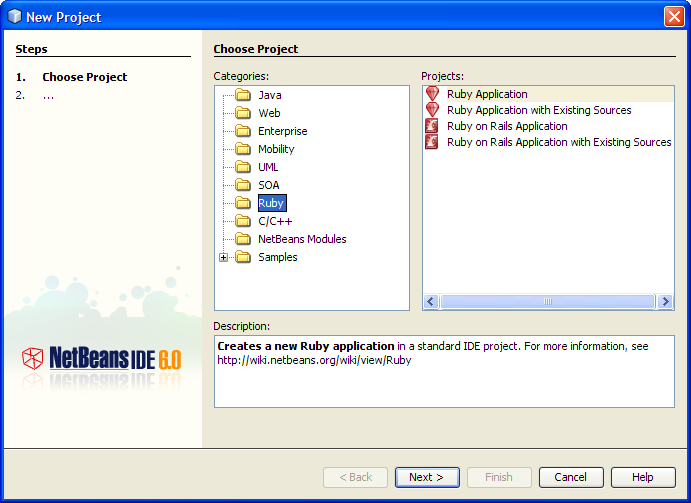 New Project
Steps
1. Choose Project
2. ...
NetBeans IDE 6.0
Choose Project
Categories:
Java
Web
Enterprise
Mobility
UML
SOA
Ruby
C/C++
NetBeans Modules
Samples
Projects:
Ruby Application
Ruby Application with Existing Sources
Ruby on Rails Application
Ruby on Rails Application with Existing Sources
Description:
Creates a new Ruby application in a standard IDE project. For more information, see
http://wiki.netbeans.org/wiki/view/Ruby
< Back Next > Finish Cancel Help